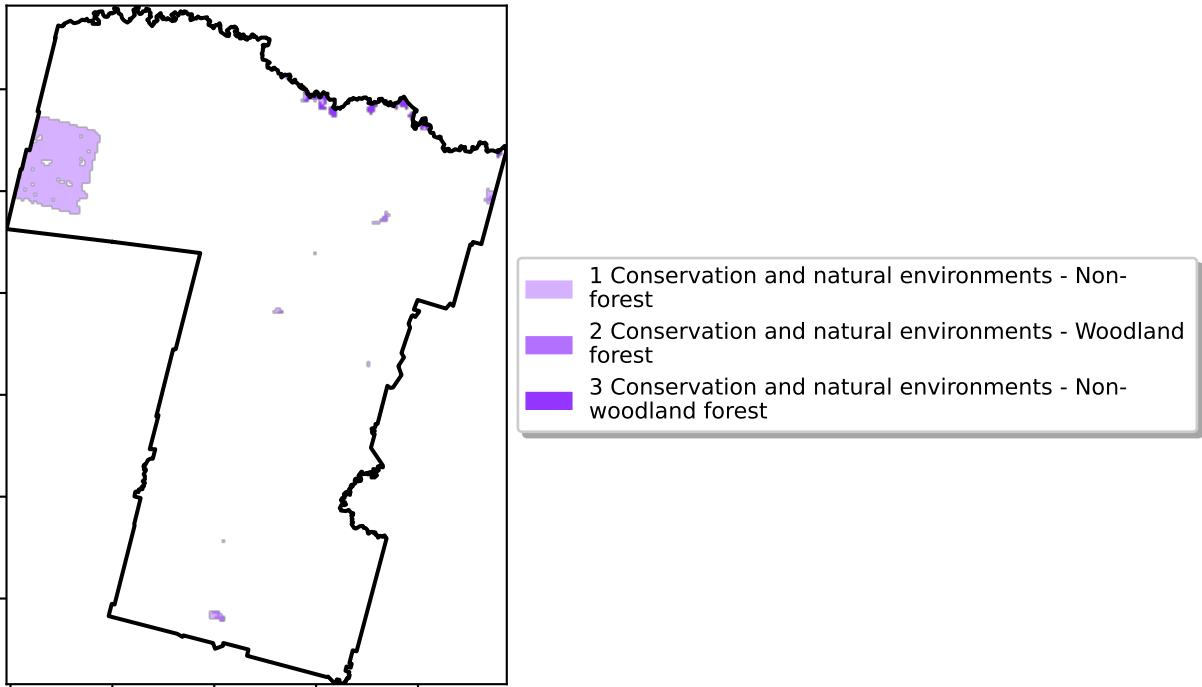 1 Conservation and natural environments - Non-
forest
2 Conservation and natural environments - Woodland
forest
3 Conservation and natural environments - Non-
woodland forest